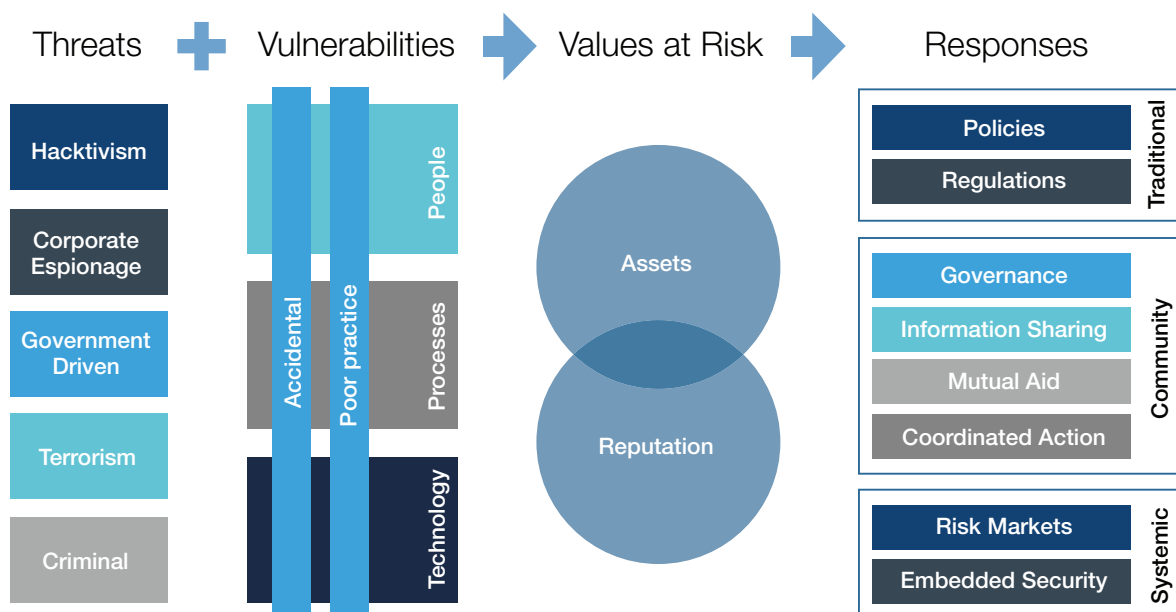 Threats
Vulnerabilities
Values at Risk
Responses
Hacktivism
Corporate
Espionage
Government
Driven
Terrorism
Criminal
Accidental
Poor practice
People
Processes
Technology
Assets
Reputation
Policies
Regulations
Traditional
Governance
Information Sharing
Mutual Aid
Coordinated Action
Community
Risk Markets
Embedded Security
Systemic